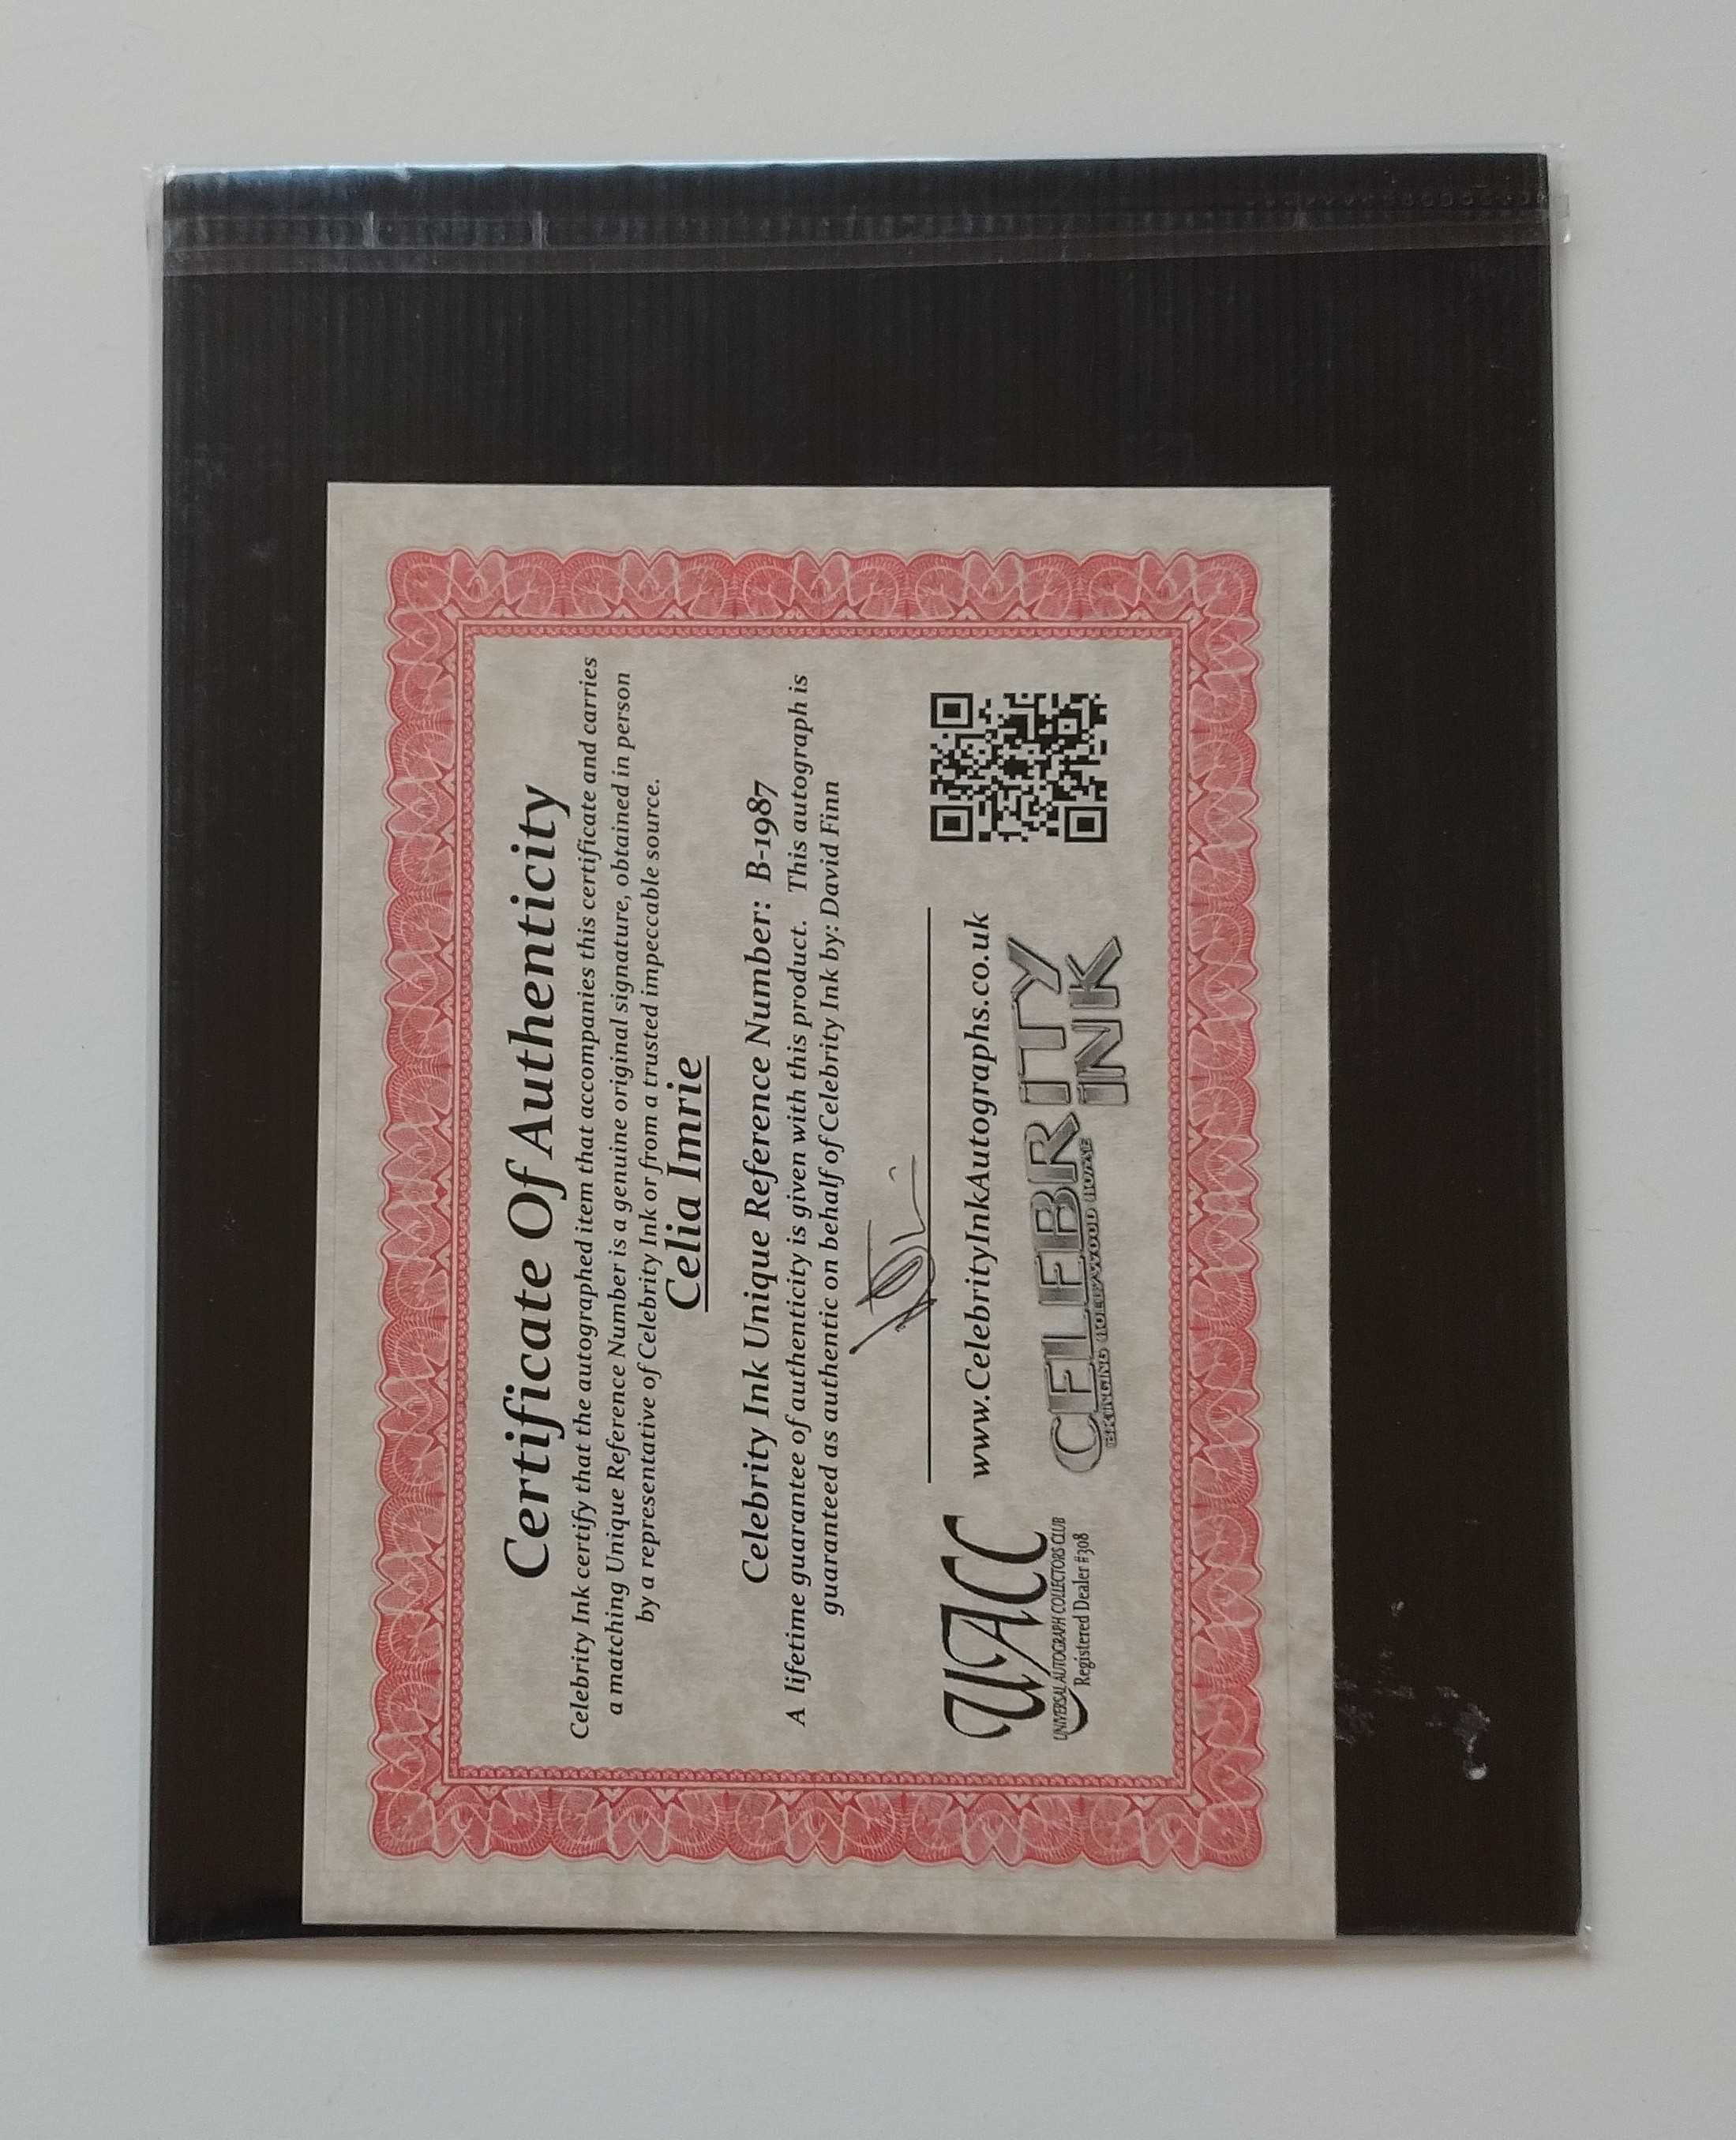 Certificate Of Authenticity
Celebrity Ink certify that the autographed item that accompanies this certificate and carries
a matching Unique Reference Number is a genuine original signature, obtained in person
by a representative of Celebrity Ink or from a trusted impeccable source.
Celia Imrie
Celebrity Ink Unique Reference Number: B-1987
A lifetime guarantee of authenticity is given with this product. This autograph is
guaranteed as authentic on behalf of Celebrity Ink by: David Finn
UACC
UNIVERSAL AUTOGRAPH COLLECTORS CLUB
Registered Dealer #308
www.CelebrityInkAutographs.co.uk
CELEBRITY
BRINGING HOLLYWOOD HOME
INK